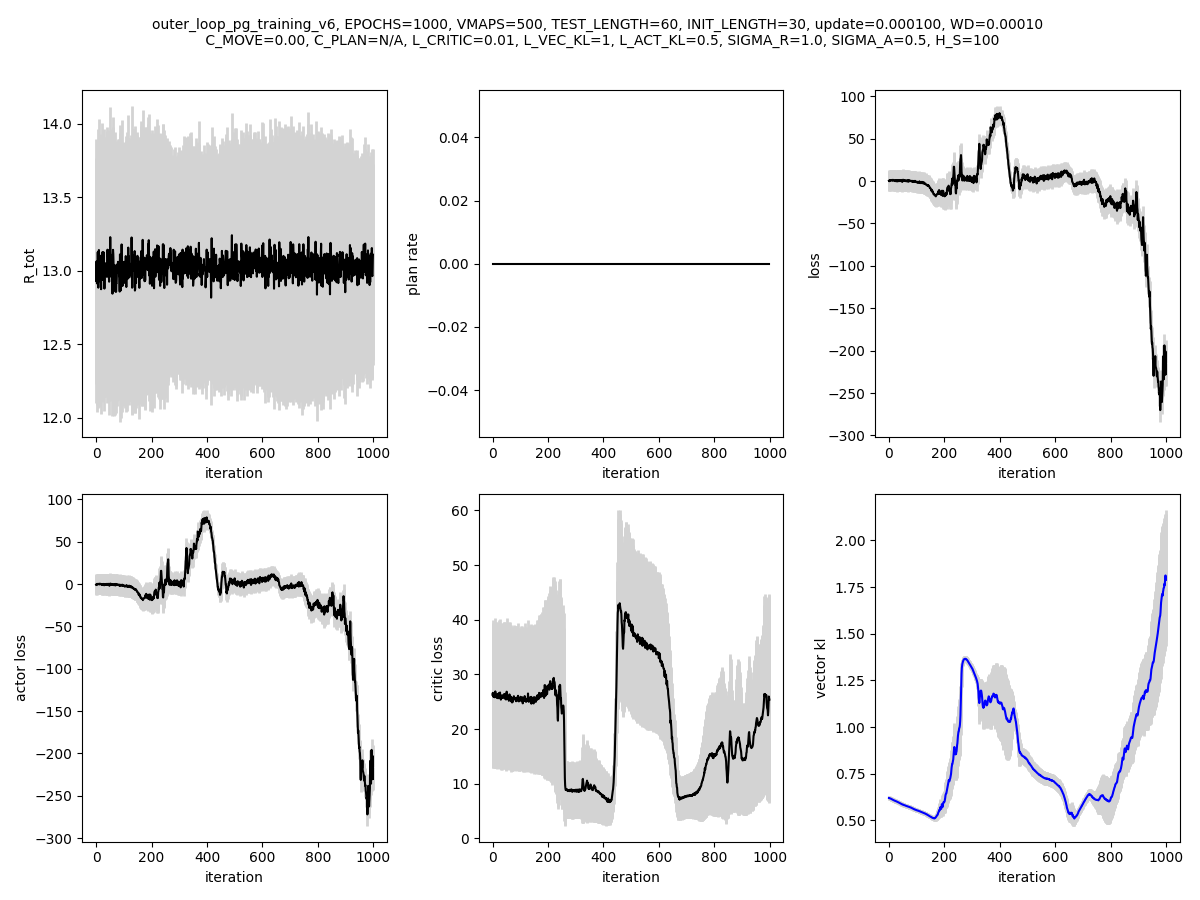 outer_loop_pg_training_v6, EPOCHS=1000, VMAPS=500, TEST_LENGTH=60, INIT_LENGTH=30, update=0.000100, WD=0.00010
C_MOVE=0.00, C_PLAN=N/A, L_CRITIC=0.01, L_VEC_KL=1, L_ACT_KL=0.5, SIGMA_R=1.0, SIGMA_A=0.5, H_S=100
R_tot
14.0
13.5
13.0
12.5
12.0
0 200 400 600 800 1000
iteration
plan rate
0.04
0.02
0.00
−0.02
−0.04
0 200 400 600 800 1000
iteration
loss
100
50
0
−50
−100
−150
−200
−250
−300
0 200 400 600 800 1000
iteration
actor loss
100
50
0
−50
−100
−150
−200
−250
−300
0 200 400 600 800 1000
iteration
critic loss
60
50
40
30
20
10
0
0 200 400 600 800 1000
iteration
vector kl
2.00
1.75
1.50
1.25
1.00
0.75
0.50
0 200 400 600 800 1000
iteration